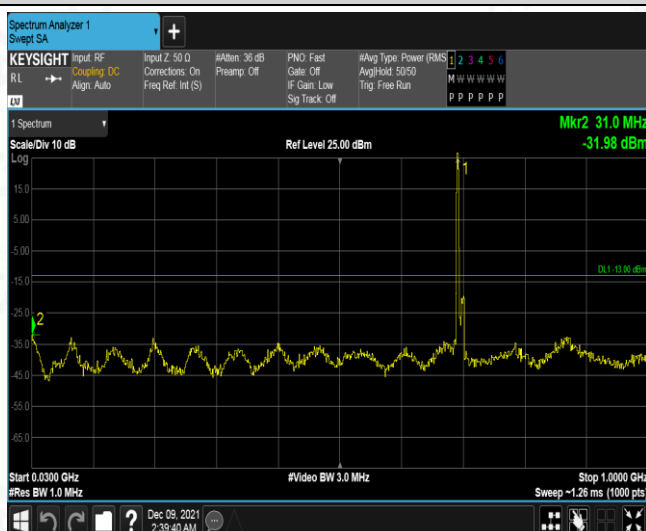 Spectrum Analyzer 1
Swept SA
+
KEYSIGHT
RL
Input: RF
Coupling: DC
Align: Auto
Input Z: 50 Ω
Corrections: On
Freq Ref: Int (S)
#Atten: 36 dB
Preamp: Off
PNO: Fast
Gate: Off
IF Gain: Low
Sig Track: Off
#Avg Type: Power (RMS
Avg|Hold: 50/50
Trig: Free Run
1 2 3 4 5 6
M W W W W W
P P P P P P
LXI
1 Spectrum
Mkr2 31.0 MHz
Scale/Div 10 dB
Ref Level 25.00 dBm
-31.98 dBm
Log
1
15.0
5.00
-5.00
DL1 -13.00 dBm
-15.0
-25.0
2
-35.0
-45.0
-55.0
-65.0
Start 0.0300 GHz
#Video BW 3.0 MHz
Stop 1.0000 GHz
#Res BW 1.0 MHz
Sweep ~1.26 ms (1000 pts)
?
Dec 09, 2021
2:39:40 AM